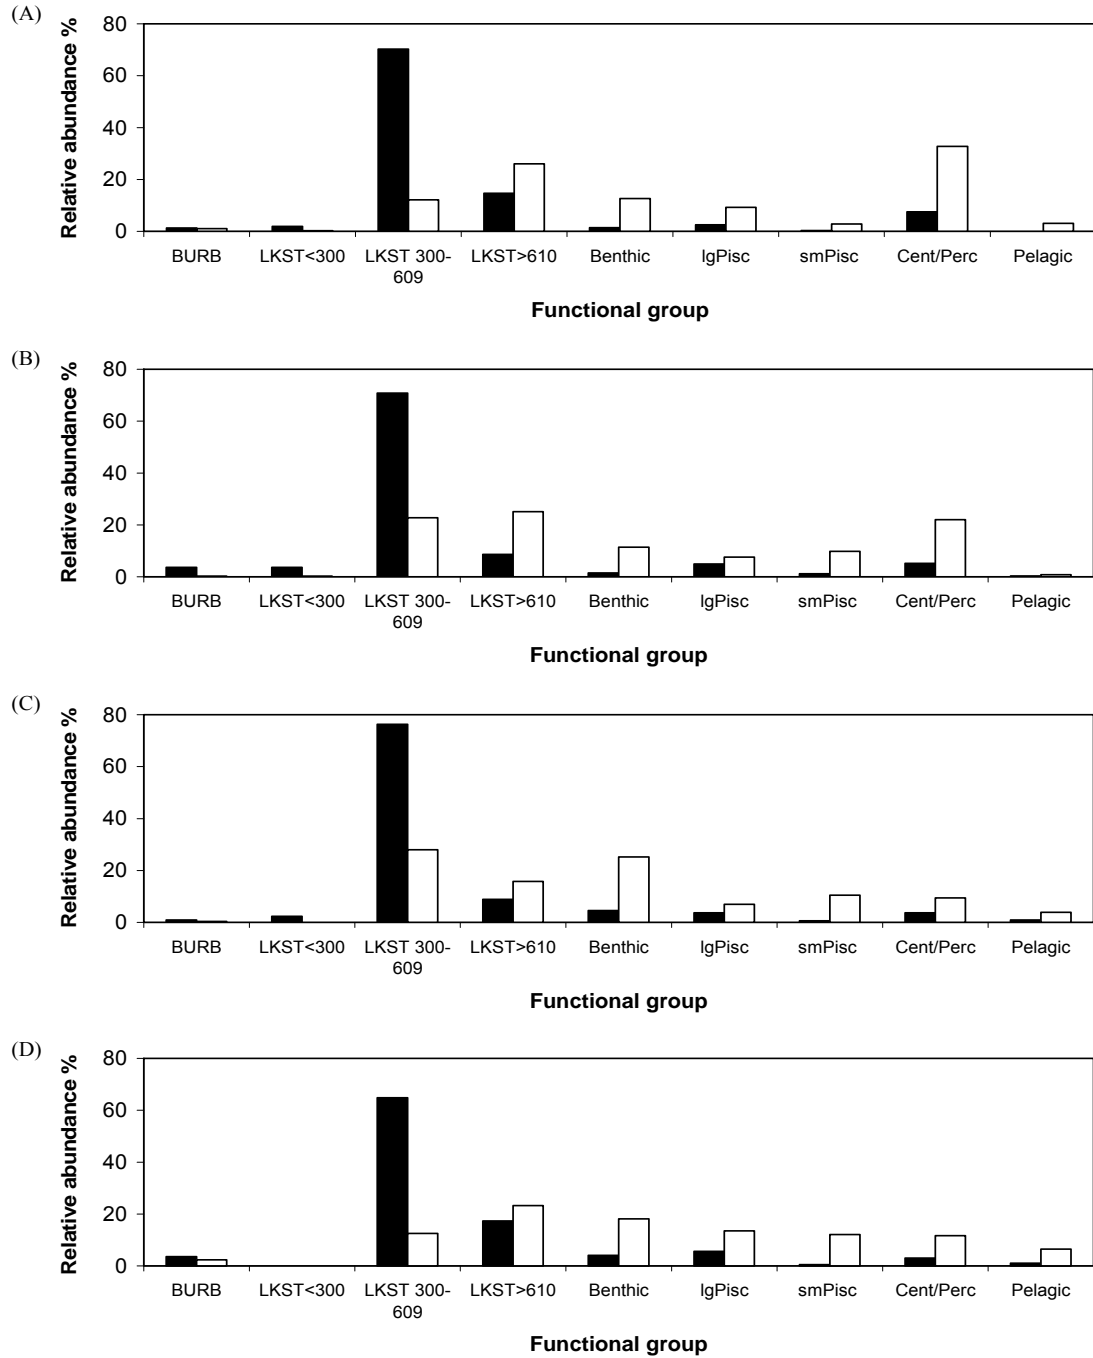 (A)
Relative abundance %
80
60
40
20
0
BURB LKST<300 LKST 300- LKST>610 Benthic lgPisc smPisc Cent/Perc Pelagic
609
Functional group
(B)
Relative abundance %
80
60
40
20
0
BURB LKST<300 LKST 300- LKST>610 Benthic lgPisc smPisc Cent/Perc Pelagic
609
Functional group
(C)
Relative abundance %
80
60
40
20
0
BURB LKST<300 LKST 300- LKST>610 Benthic lgPisc smPisc Cent/Perc Pelagic
609
Functional group
(D)
Relative abundance %
80
60
40
20
0
BURB LKST<300 LKST 300- LKST>610 Benthic lgPisc smPisc Cent/Perc Pelagic
609
Functional group